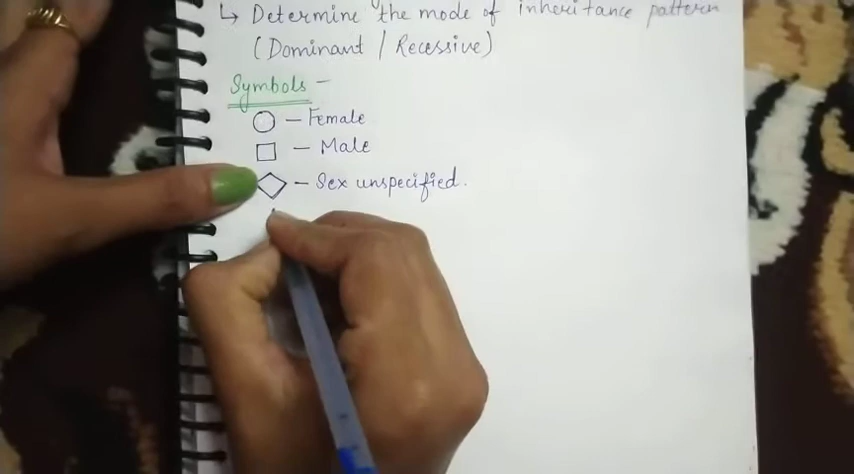 ↳ Determine the mode of inheritance pattern
(Dominant / Recessive)
Symbols -
○ - Female
□ - Male
◇ - Sex unspecified.